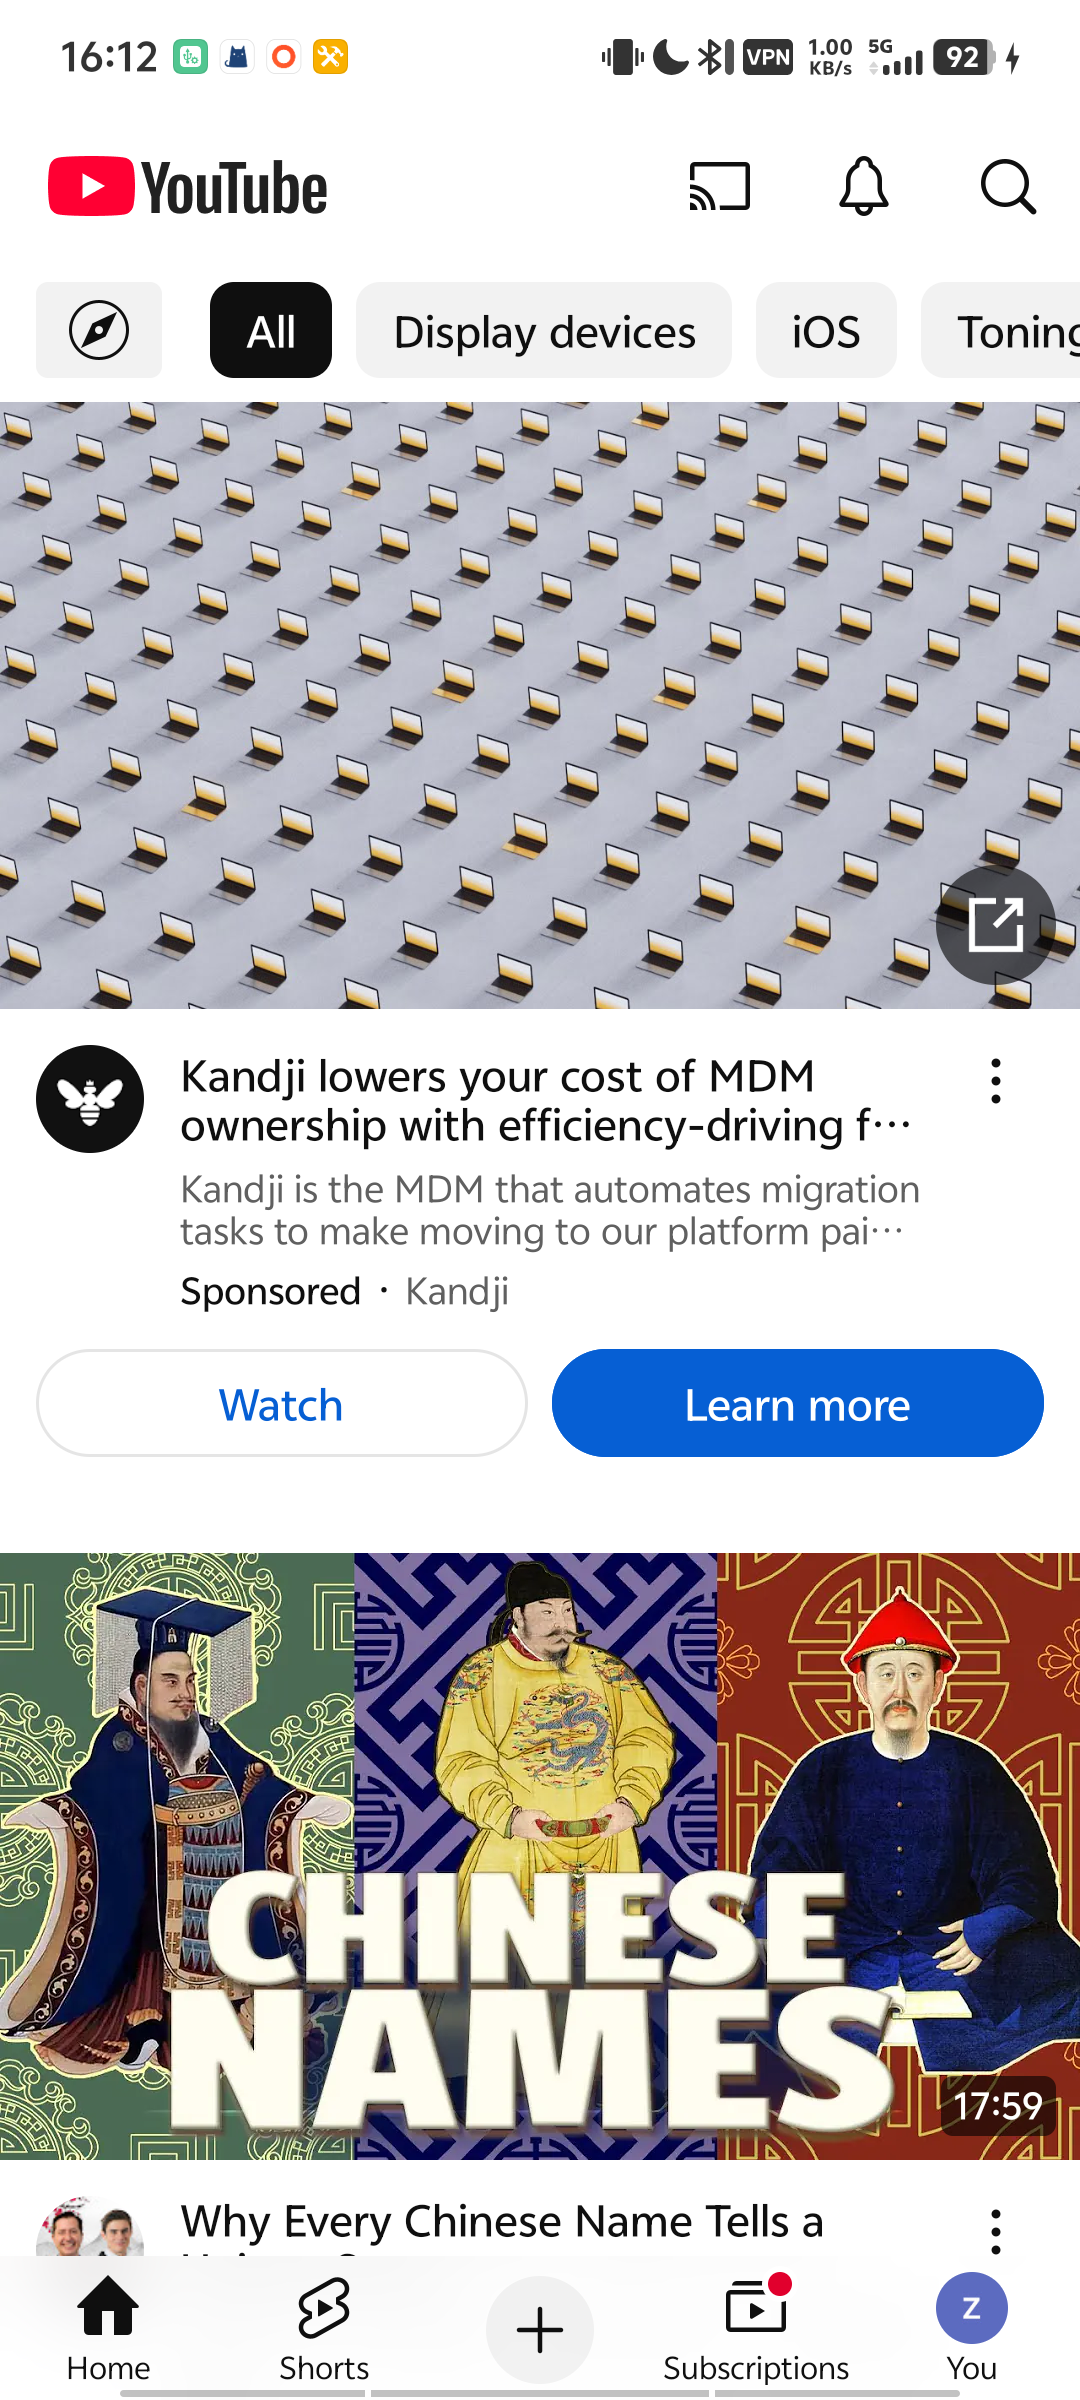 16:12
VPN
1.00
KB/s
5G
92
YouTube
All
Display devices
iOS
Toning
Kandji lowers your cost of MDM
ownership with efficiency-driving f…
Kandji is the MDM that automates migration
tasks to make moving to our platform pai…
Sponsored · Kandji
Watch
Learn more
CHINESE
NAMES
17:59
Why Every Chinese Name Tells a
Home
Shorts
Subscriptions
Z
You